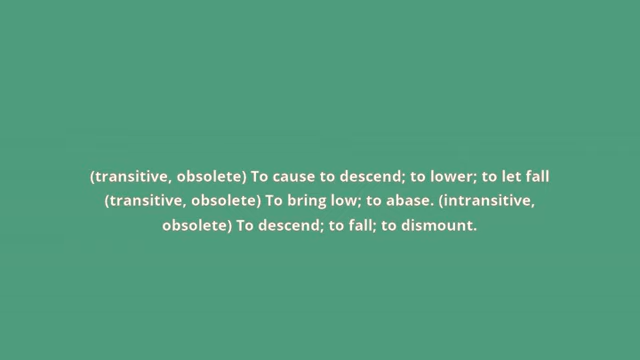 (transitive, obsolete) To cause to descend; to lower; to let fall
(transitive, obsolete) To bring low; to abase. (intransitive,
obsolete) To descend; to fall; to dismount.